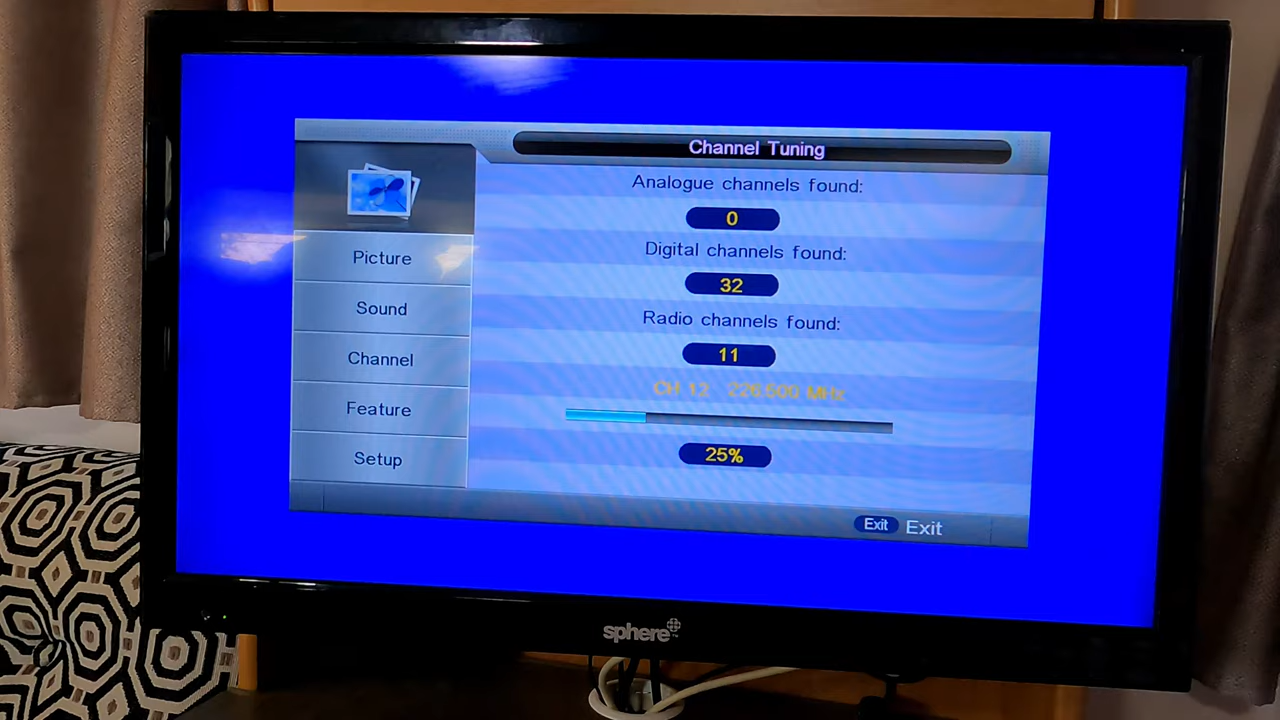 Channel Tuning
Analogue channels found:
0
Picture
Digital channels found:
32
Sound
Radio channels found:
11
Channel
CH 12 226.500 MHz
Feature
25%
Setup
Exit Exit
sphere